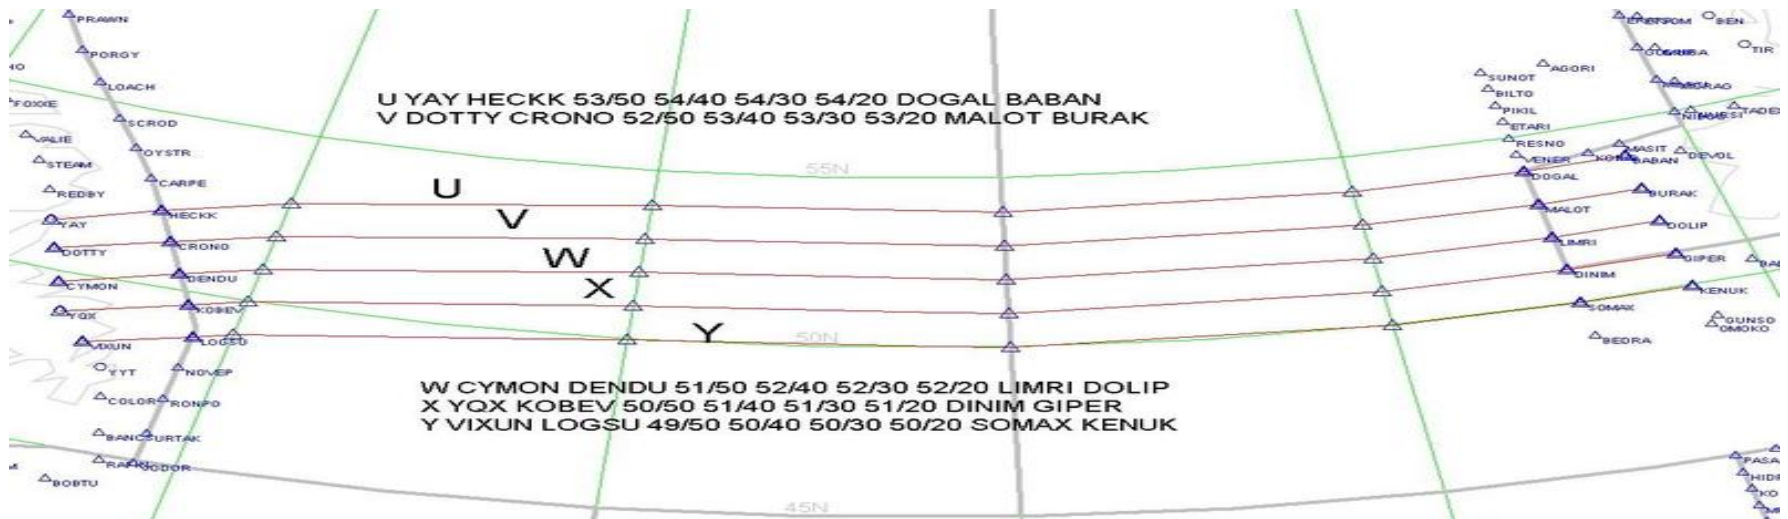 PRAWN
PORGY
LOACH
FOXXE
SCROD
VALIE
OYSTR
STEAM
CARPE
REDBY
HECKK
YAY
CRONO
DOTTY
DENDU
CYMON
KOBEV
YQX
LOGSU
VIXUN
YYT
NOVEP
COLOR
RONPO
BANCS
URTAK
RAFIN
JODOR
BOBTU
U YAY HECKK 53/50 54/40 54/30 54/20 DOGAL BABAN
V DOTTY CRONO 52/50 53/40 53/30 53/20 MALOT BURAK
55N
U
V
W
X
Y
50N
W CYMON DENDU 51/50 52/40 52/30 52/20 LIMRI DOLIP
X YQX KOBEV 50/50 51/40 51/30 51/20 DINIM GIPER
Y VIXUN LOGSU 49/50 50/40 50/30 50/20 SOMAX KENUK
45N
BEN
TIR
AGORI
SUNOT
BILTO
PIKIL
ETARI
RESNO
VENER
MASIT
DEVOL
BABAN
DOGAL
BURAK
MALOT
DOLIP
LIMRI
GIPER
DINIM
KENUK
SOMAX
GUNSO
OMOKO
BEDRA